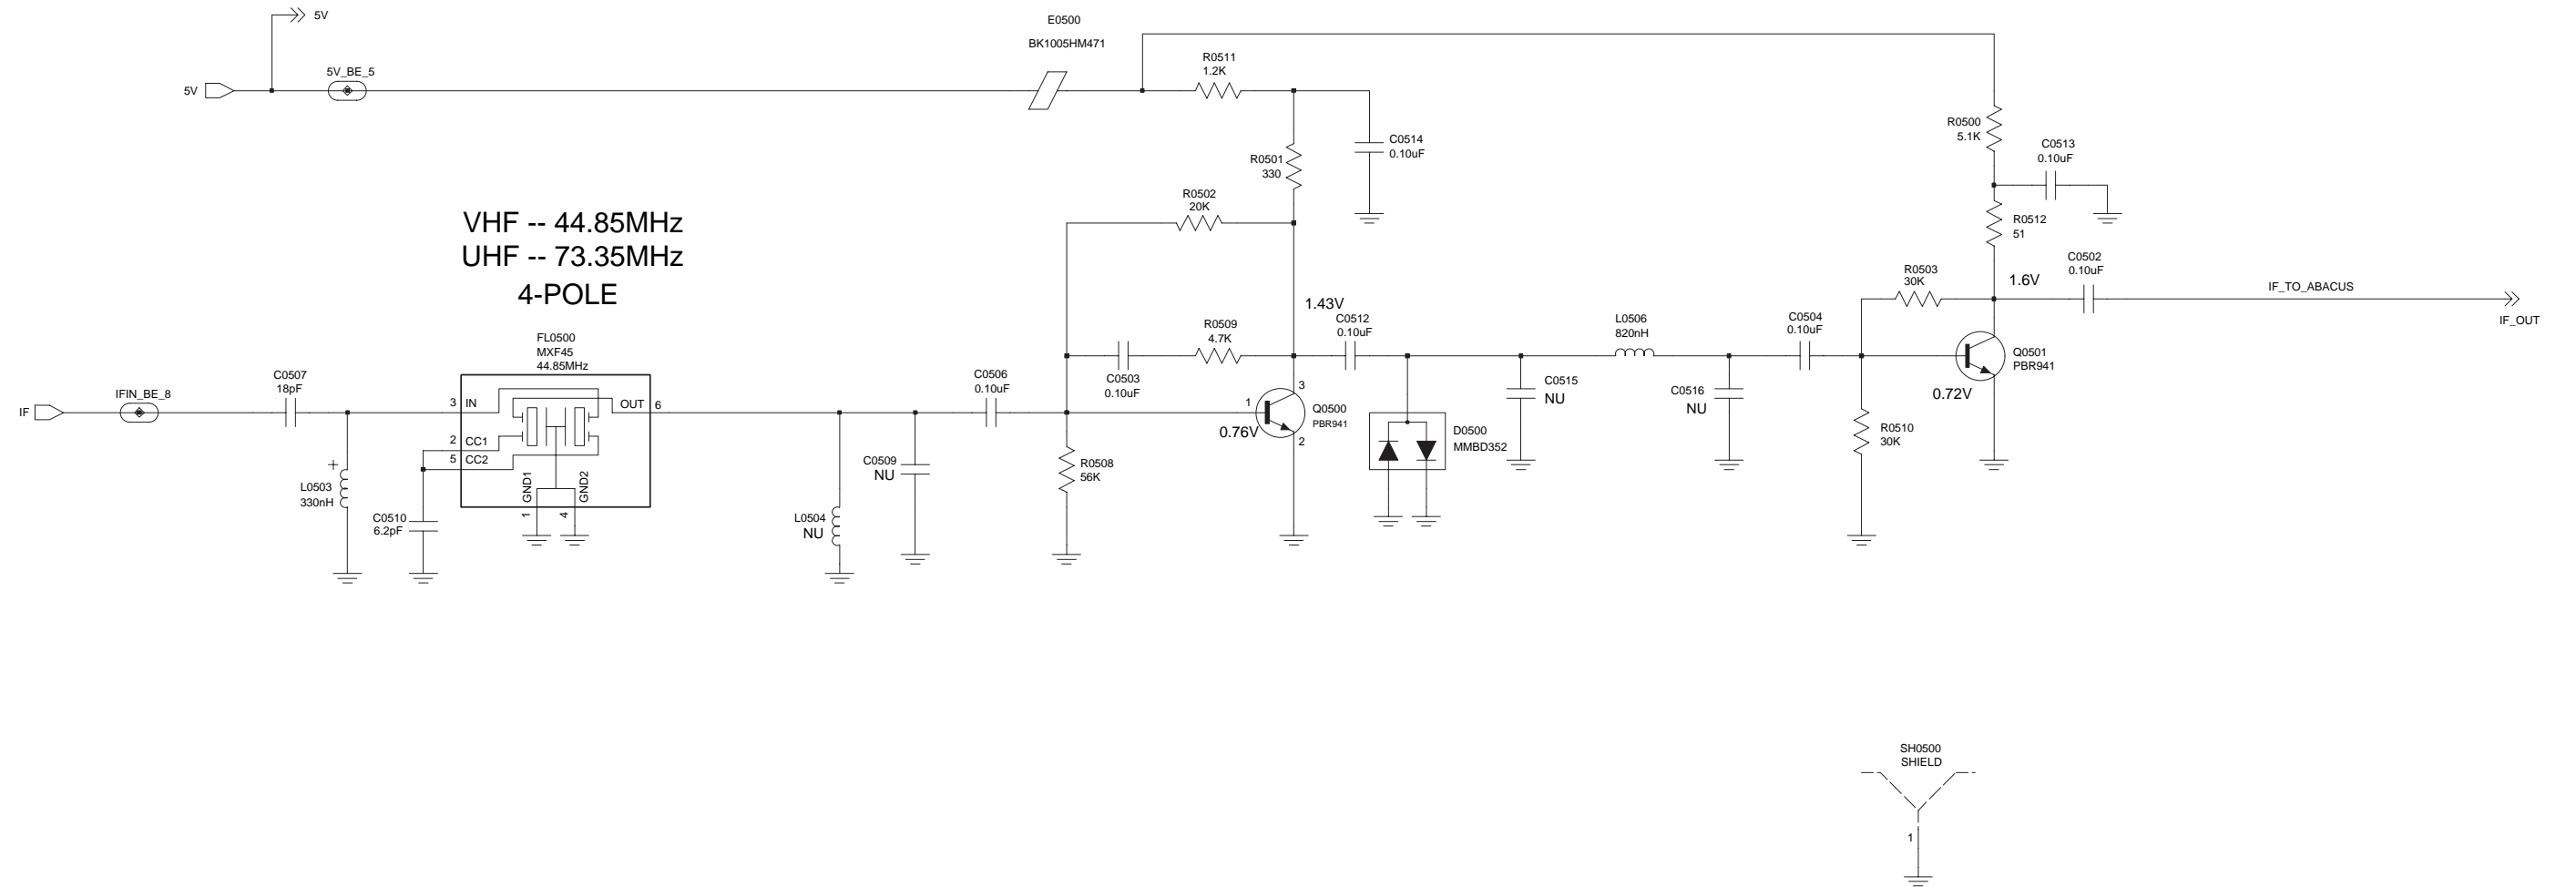 5V
E0500
BK1005HM471
5V_BE_5
5V
R0511
1.2K
R0500
5.1K
C0514
0.10uF
C0513
0.10uF
R0501
330
R0502
20K
VHF -- 44.85MHz
UHF -- 73.35MHz
4-POLE
R0512
51
C0502
0.10uF
R0503
30K
1.6V
IF_TO_ABACUS
IF_OUT
1.43V
C0512
0.10uF
R0509
4.7K
L0506
820nH
C0504
0.10uF
FL0500
MXF45
44.85MHz
C0503
0.10uF
Q0501
PBR941
0.72V
C0507
18pF
IFIN_BE_8
IF
3
IN
OUT
6
2
CC1
5
CC2
GND1
GND2
1
4
C0506
0.10uF
1
3
2
Q0500
PBR941
0.76V
C0515
NU
C0516
NU
D0500
MMBD352
R0510
30K
L0503
330nH
C0510
6.2pF
C0509
NU
R0508
56K
L0504
NU
SH0500
SHIELD
1